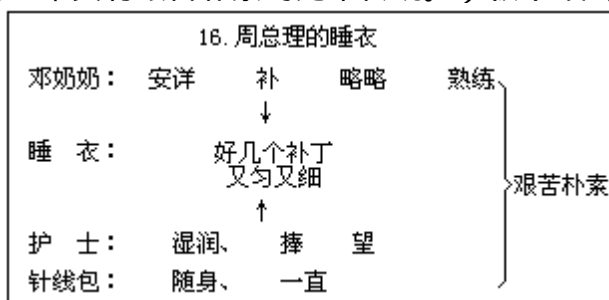 16.周总理的睡衣
邓奶奶： 安详 补 略略 熟练
↓
睡 衣： 好几个补丁
又匀又细
艰苦朴素
↑
护 士： 湿润、 捧 望
针线包： 随身、 一直